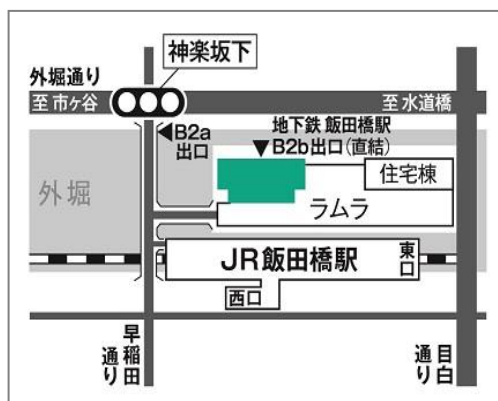 神楽坂下
外堀通り
至市ヶ谷
至水道橋
B2a
出口
地下鉄 飯田橋駅
B2b出口(直結)
住宅棟
外堀
ラムラ
JR飯田橋駅
東口
西口
早稲田通り
目白通り